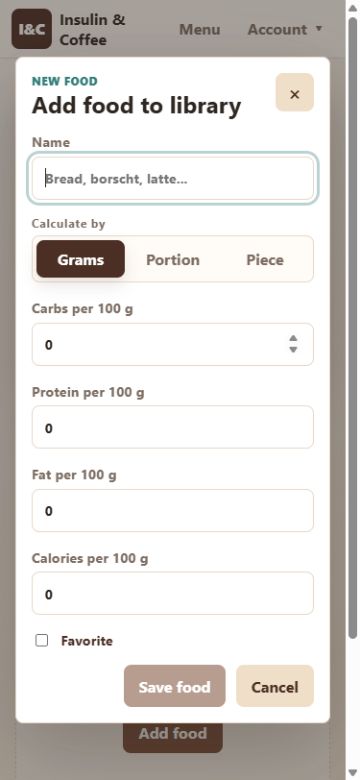 I&C
Insulin &
Coffee
Menu
Account ▼
NEW FOOD
Add food to library
×
Name
Bread, borscht, latte...
Calculate by
Grams
Portion
Piece
Carbs per 100 g
0
Protein per 100 g
0
Fat per 100 g
0
Calories per 100 g
0
Favorite
Save food
Cancel
Add food